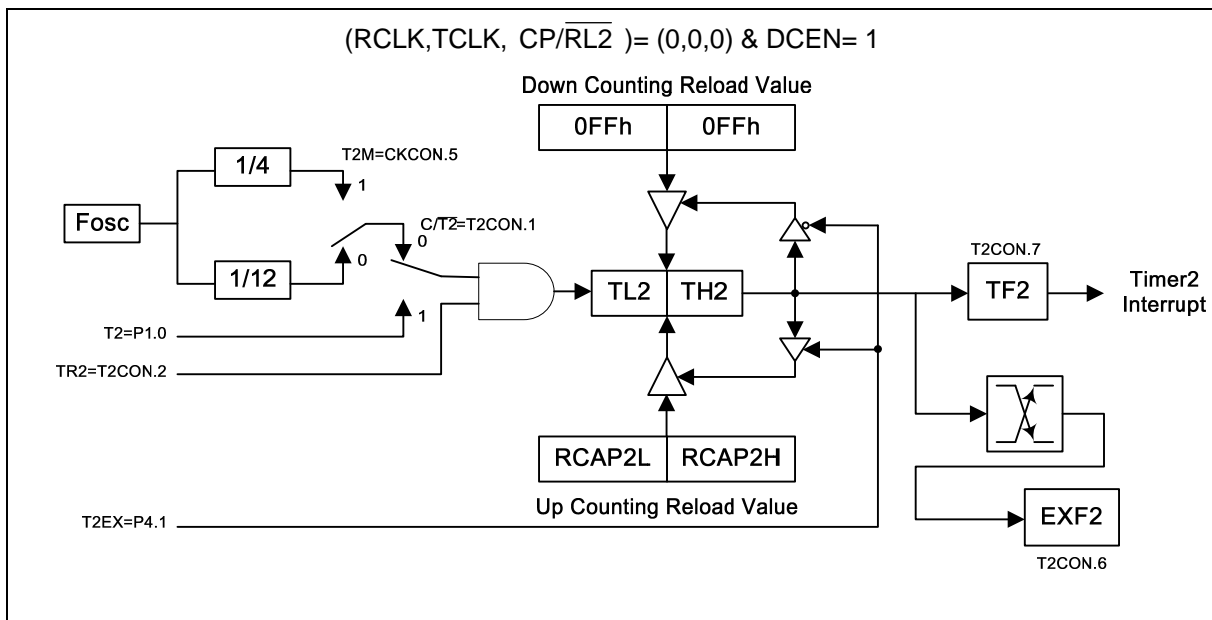 (RCLK,TCLK, CP/RL2 )= (0,0,0) & DCEN= 1
Down Counting Reload Value
0FFh 0FFh
T2M=CKCON.5
1/4
1
Fosc
C/T2=T2CON.1
0
0
1/12
T2CON.7
TL2 TH2
TF2
Timer2
Interrupt
1
T2=P1.0
TR2=T2CON.2
RCAP2L RCAP2H
Up Counting Reload Value
T2EX=P4.1
EXF2
T2CON.6